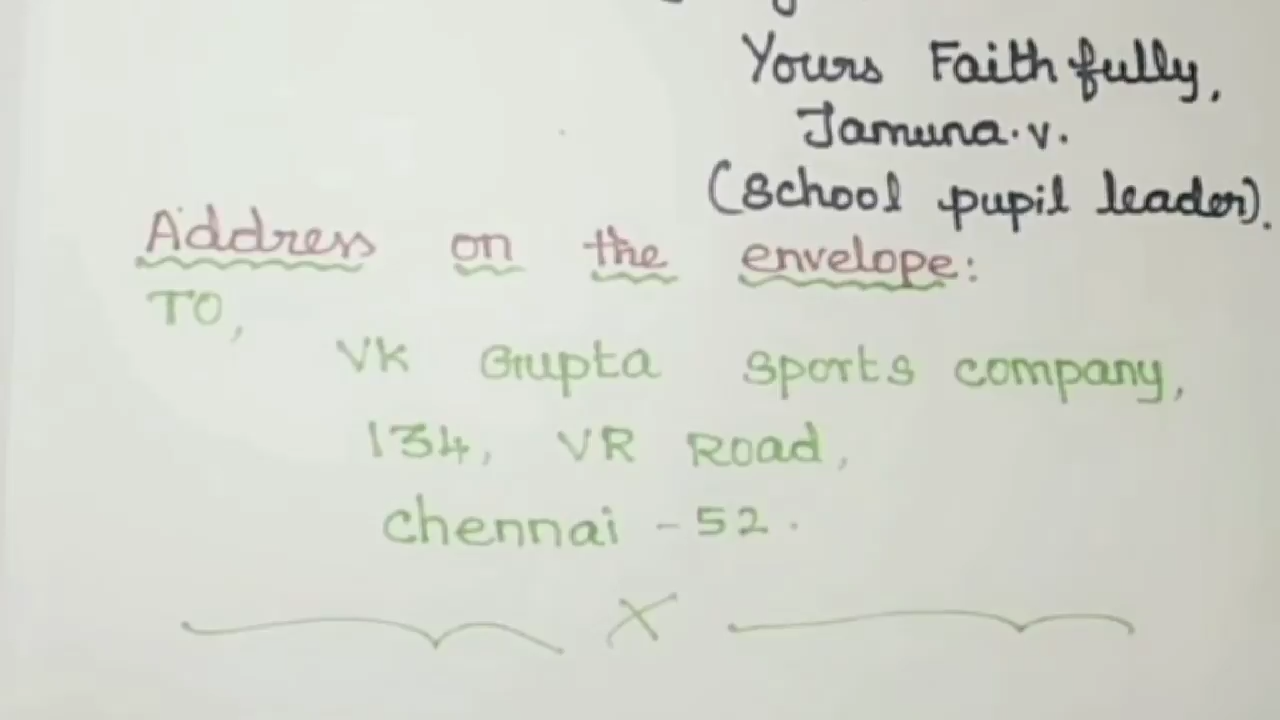 Yours Faithfully,
Jamuna.v.
(school pupil leader).
Address on the envelope:
TO,
VK Gupta sports company,
134, VR Road,
Chennai - 52.